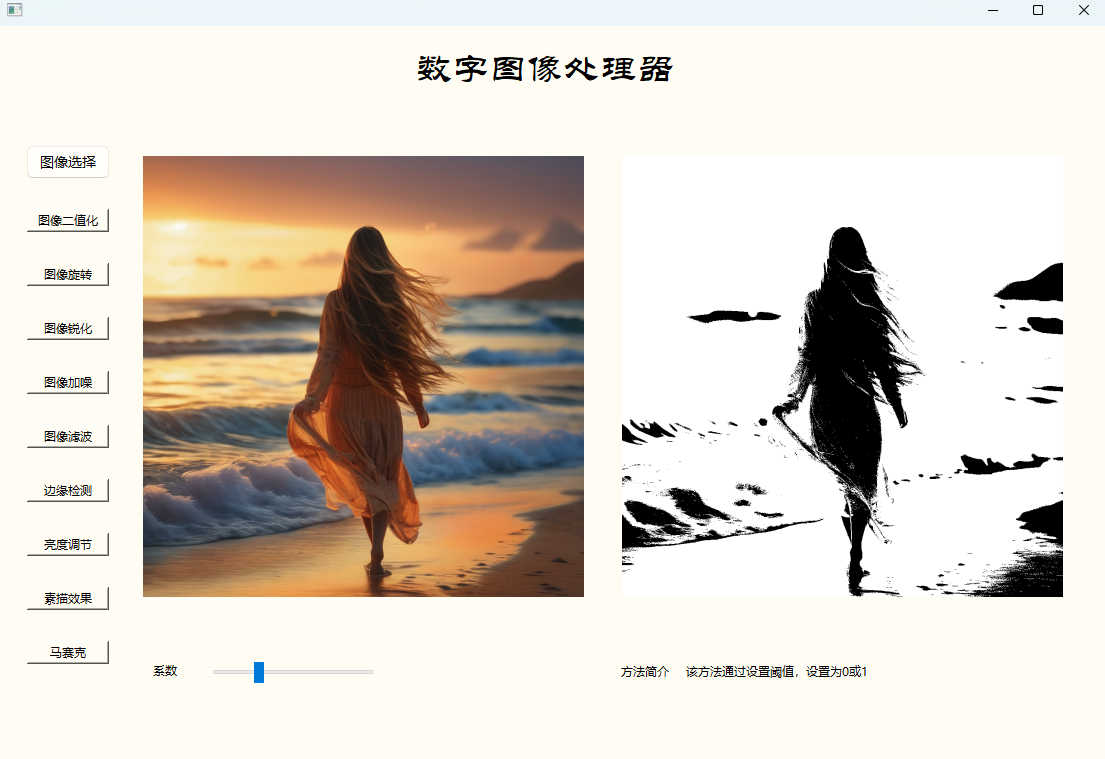 数字图像处理器
图像选择
图像二值化
图像旋转
图像锐化
图像加噪
图像滤波
边缘检测
亮度调节
素描效果
马赛克
系数
方法简介 该方法通过设置阈值，设置为0或1